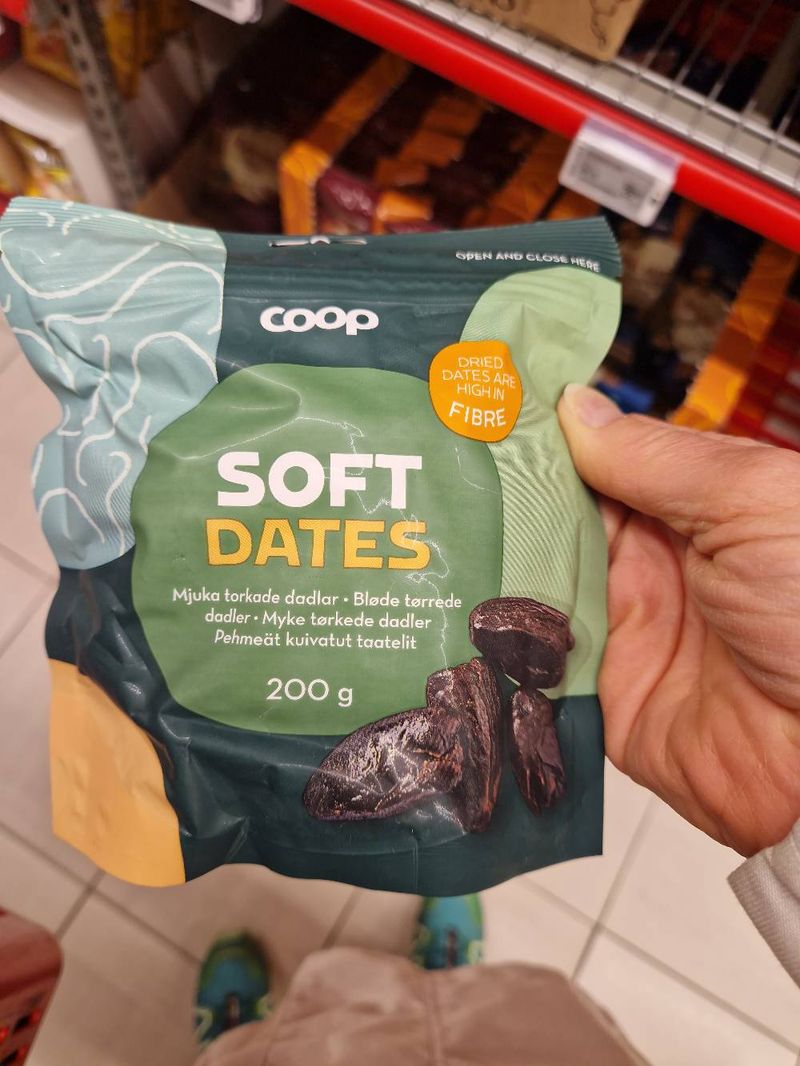 OPEN AND CLOSE HERE
coop
DRIED
DATES ARE
HIGH IN
FIBRE
SOFT
DATES
Mjuka torkade dadlar • Bløde tørrede
dadler • Myke tørkede dadler
Pehmeät kuivatut taatelit
200 g